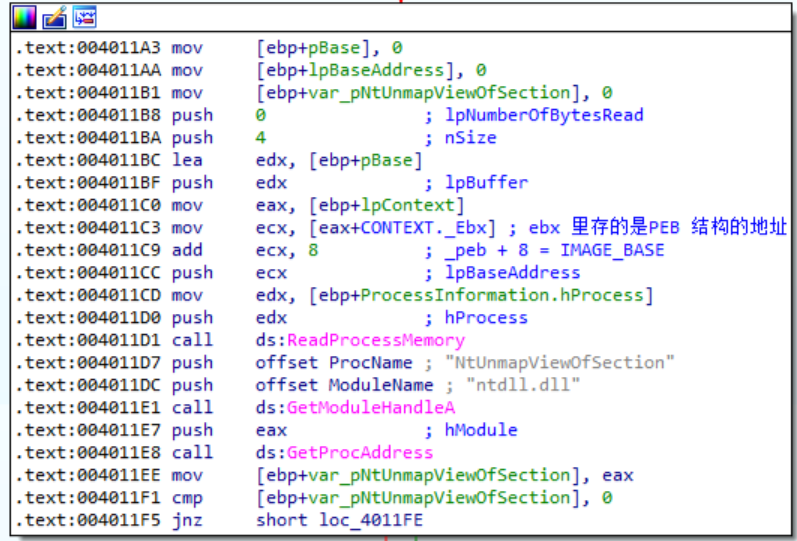 .text:004011A3 mov [ebp+pBase], 0
.text:004011AA mov [ebp+lpBaseAddress], 0
.text:004011B1 mov [ebp+var_pNtUnmapViewOfSection], 0
.text:004011B8 push 0 ; lpNumberOfBytesRead
.text:004011BA push 4 ; nSize
.text:004011BC lea edx, [ebp+pBase]
.text:004011BF push edx ; lpBuffer
.text:004011C0 mov eax, [ebp+lpContext]
.text:004011C3 mov ecx, [eax+CONTEXT._Ebx] ; ebx 里存的是PEB 结构的地址
.text:004011C9 add ecx, 8 ; _peb + 8 = IMAGE_BASE
.text:004011CC push ecx ; lpBaseAddress
.text:004011CD mov edx, [ebp+ProcessInformation.hProcess]
.text:004011D0 push edx ; hProcess
.text:004011D1 call ds:ReadProcessMemory
.text:004011D7 push offset ProcName ; "NtUnmapViewOfSection"
.text:004011DC push offset ModuleName ; "ntdll.dll"
.text:004011E1 call ds:GetModuleHandleA
.text:004011E7 push eax ; hModule
.text:004011E8 call ds:GetProcAddress
.text:004011EE mov [ebp+var_pNtUnmapViewOfSection], eax
.text:004011F1 cmp [ebp+var_pNtUnmapViewOfSection], 0
.text:004011F5 jnz short loc_4011FE